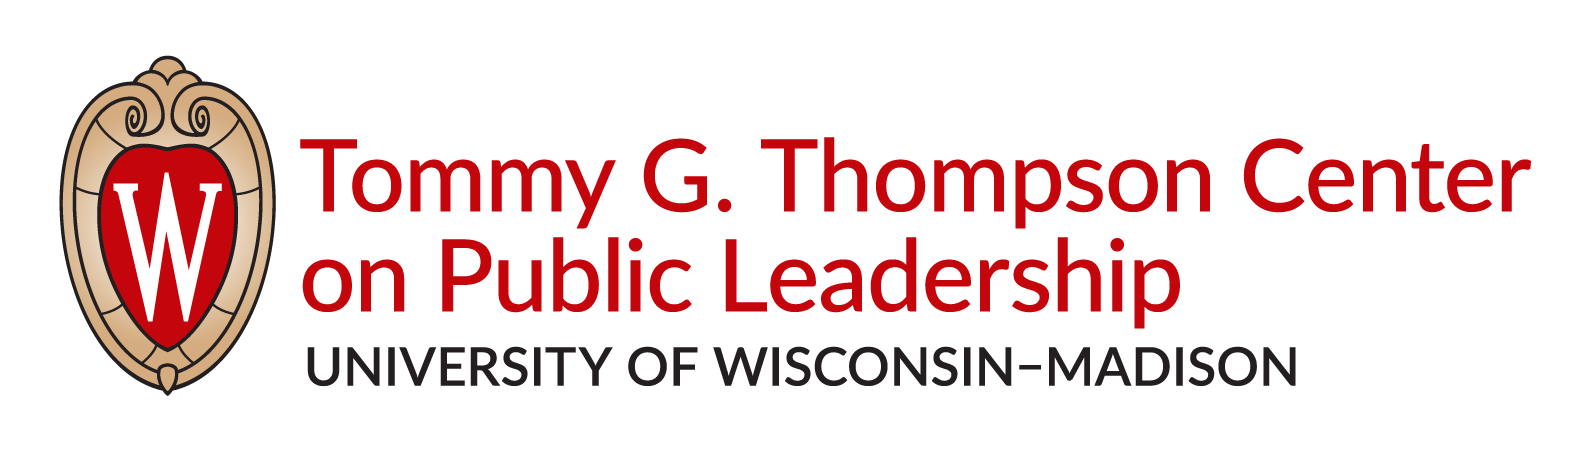 W
Tommy G. Thompson Center
on Public Leadership
UNIVERSITY OF WISCONSIN–MADISON